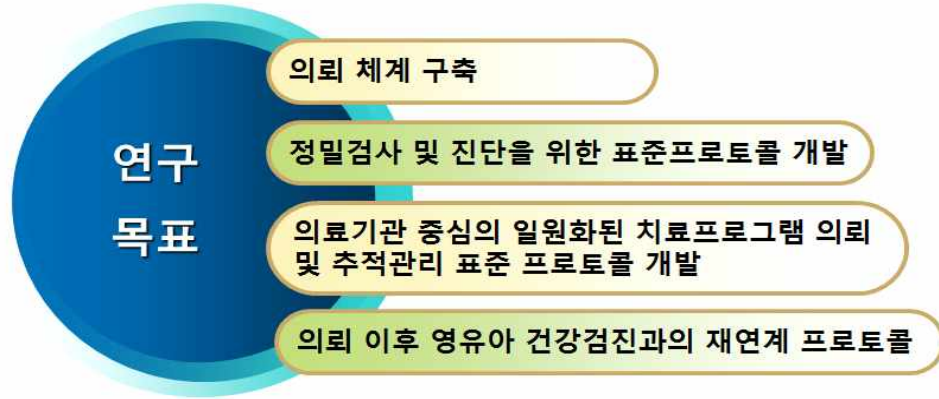 연구
목표
의뢰 체계 구축
정밀검사 및 진단을 위한 표준프로토콜 개발
의료기관 중심의 일원화된 치료프로그램 의뢰
및 추적관리 표준 프로토콜 개발
의뢰 이후 영유아 건강검진과의 재연계 프로토콜